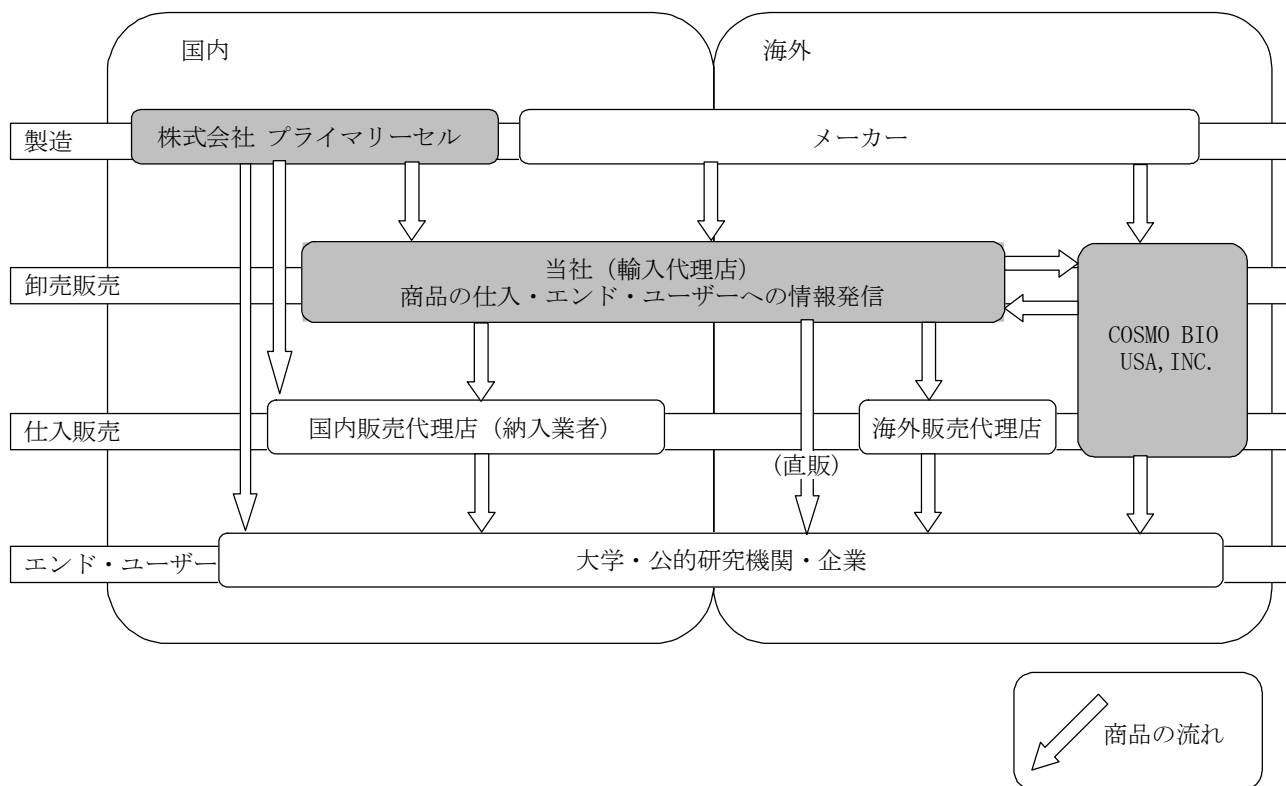 国内
海外
製造
株式会社 プライマリーセル
メーカー
卸売販売
当社（輸入代理店）
商品の仕入・エンド・ユーザーへの情報発信
COSMO BIO
USA,INC.
仕入販売
国内販売代理店（納入業者）
海外販売代理店
（直販）
エンド・ユーザー
大学・公的研究機関・企業
商品の流れ